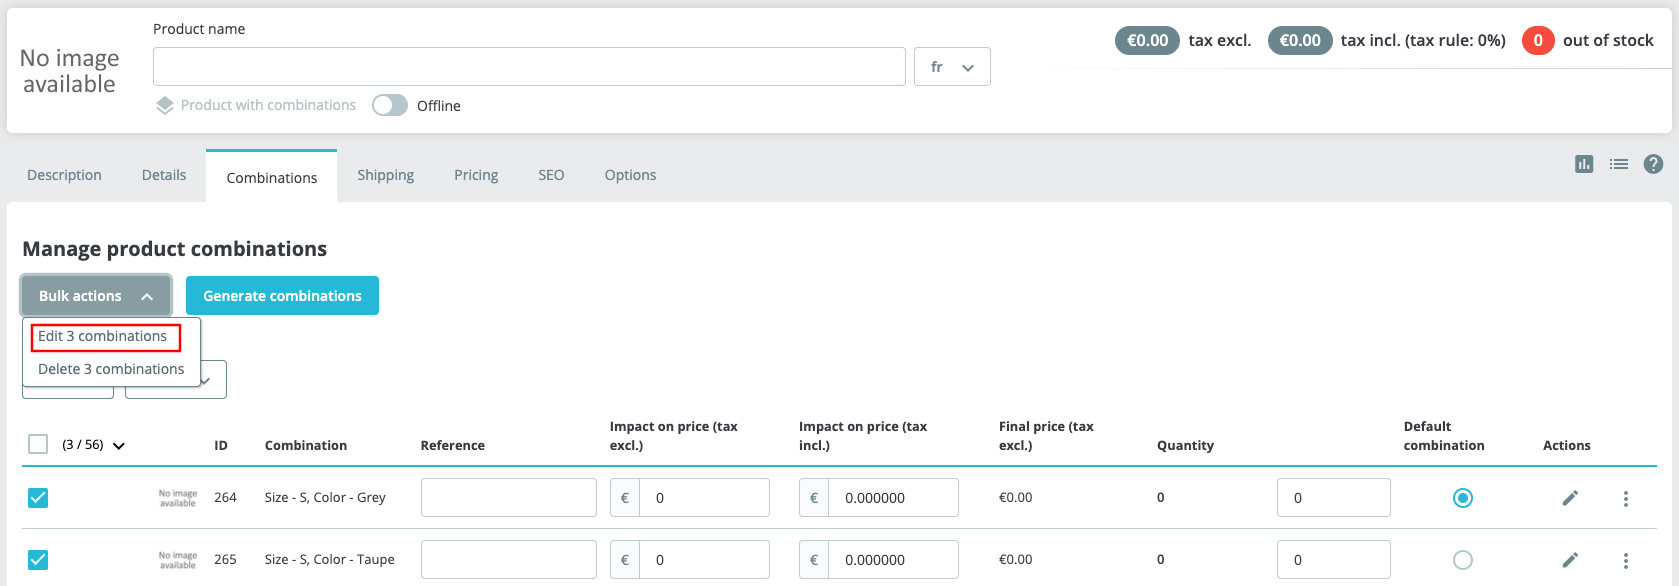 No image
available
Product name
fr
Product with combinations
Offline
€0.00 tax excl. €0.00 tax incl. (tax rule: 0%) 0 out of stock
Description Details Combinations Shipping Pricing SEO Options
Manage product combinations
Bulk actions Generate combinations
Edit 3 combinations
Delete 3 combinations
(3 / 56) ID Combination Reference Impact on price (tax excl.) Impact on price (tax incl.) Final price (tax excl.) Quantity Default combination Actions
No image available 264 Size - S, Color - Grey € 0 € 0.000000 €0.00 0 0
No image available 265 Size - S, Color - Taupe € 0 € 0.000000 €0.00 0 0